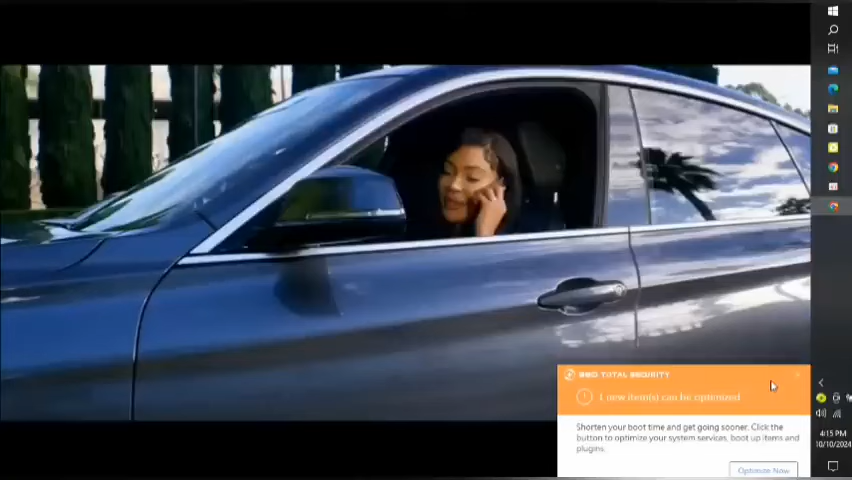 360 TOTAL SECURITY
1 new item(s) can be optimized
Shorten your boot time and get going sooner. Click the
button to optimize your system services, boot up items and
plugins.
Optimize Now
4:15 PM
10/10/2024